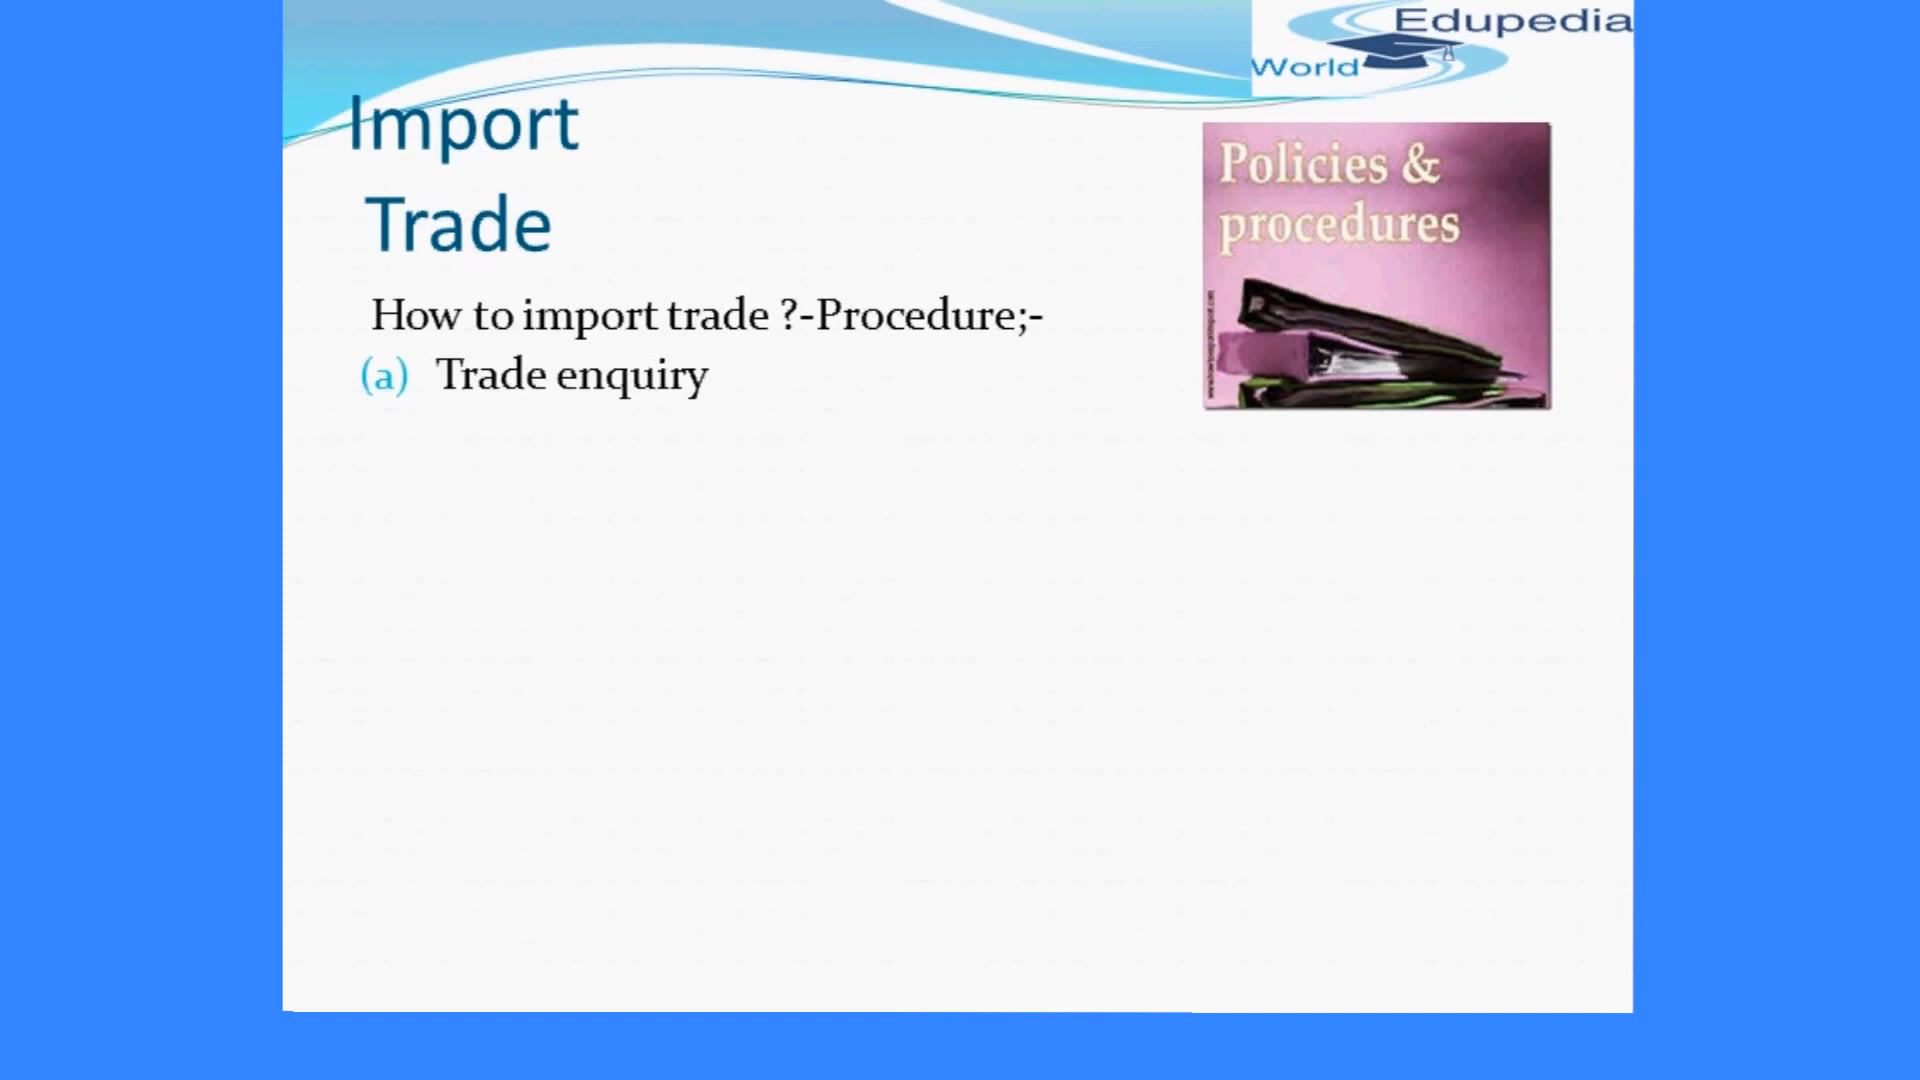 Edupedia
World
Import
Trade
Policies &
procedures
How to import trade ?-Procedure;-
(a) Trade enquiry